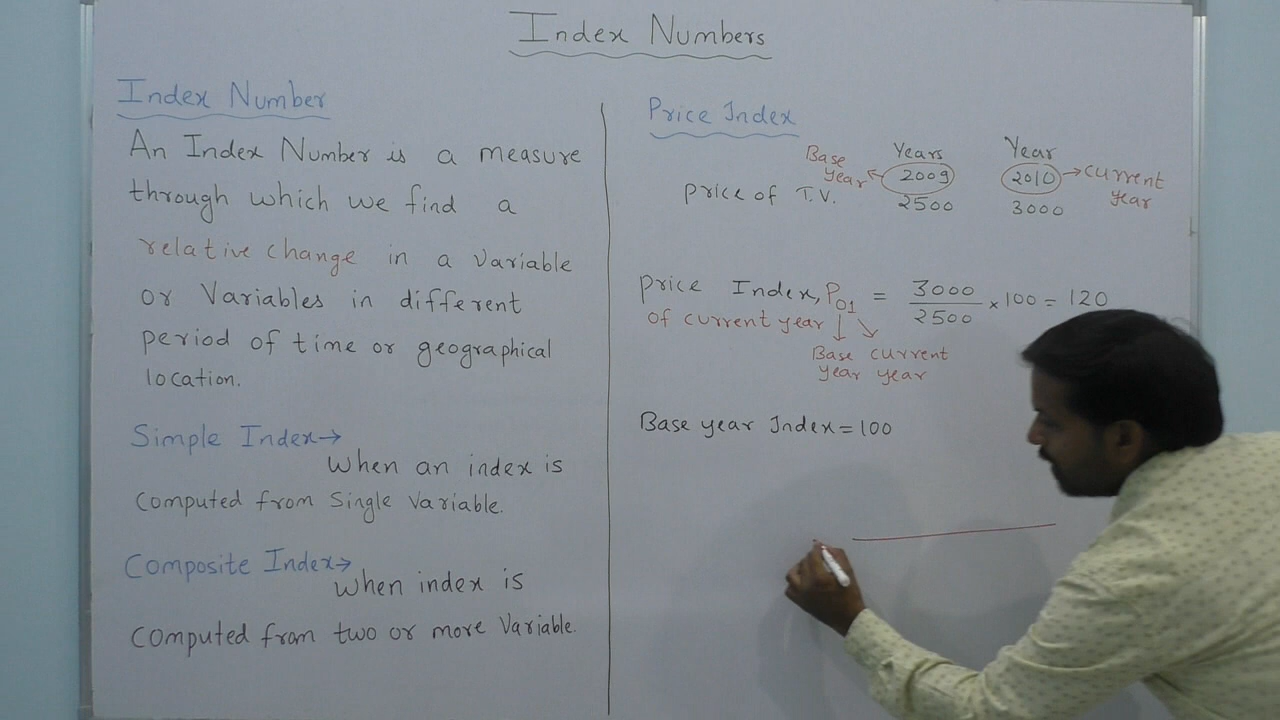 Index Numbers
Index Number
An Index Number is a measure
through which we find a
relative change in a variable
or Variables in different
period of time or geographical
location.
Simple Index→
When an index is
Computed from Single Variable.
Composite Index→
When index is
Computed from two or more Variable.
Price Index
Base Year
Years
Year
2009
2010
Current year
Price of T.V.
2500
3000
Price Index, P01 = 3000/2500 × 100 = 120
of current year
Base current
year year
Base year Index = 100